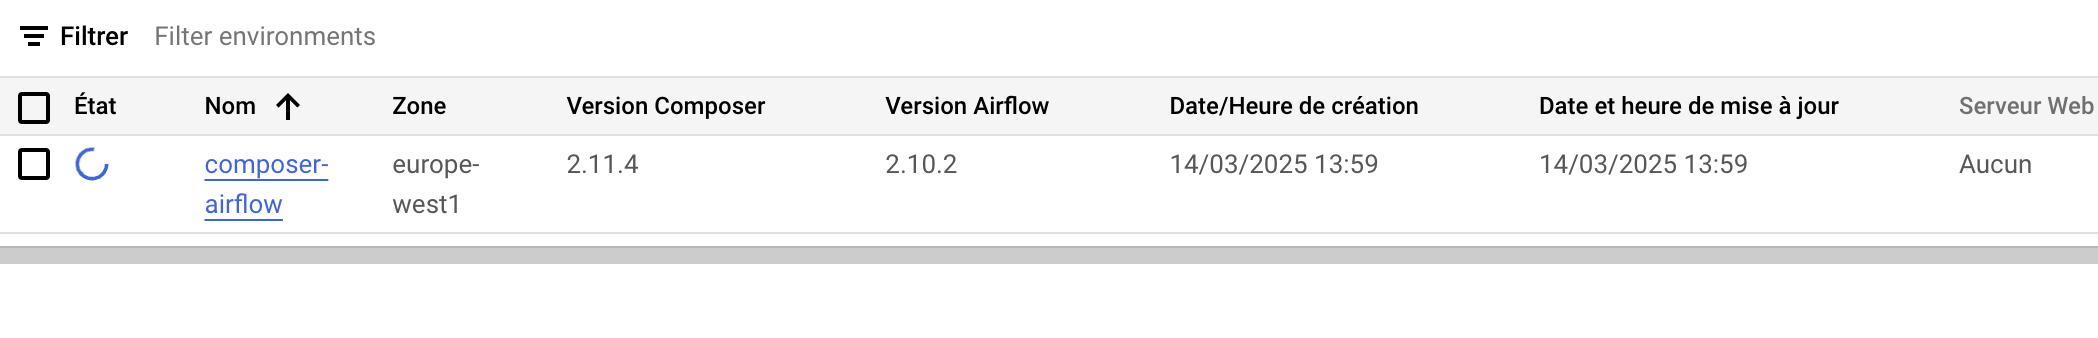 Filtrer Filter environments
État Nom Zone Version Composer Version Airflow Date/Heure de création Date et heure de mise à jour Serveur Web
composer- europe- 2.11.4 2.10.2 14/03/2025 13:59 14/03/2025 13:59 Aucun
airflow west1